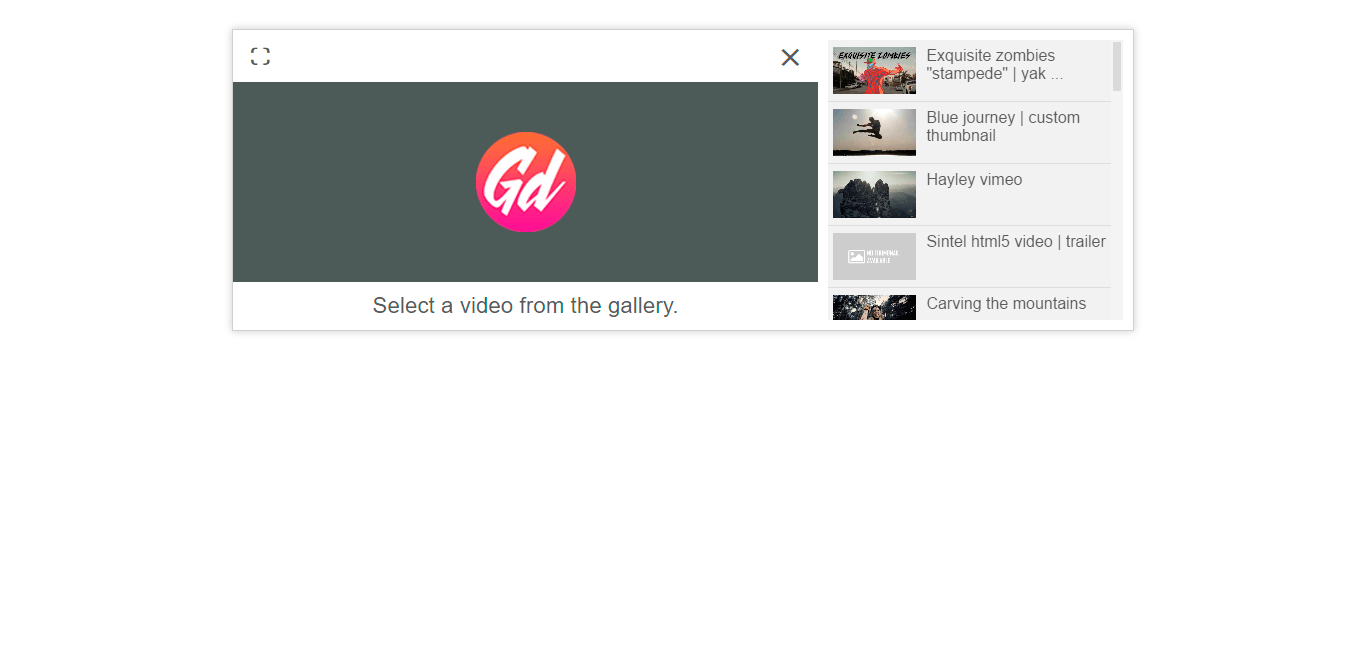 Gd
Select a video from the gallery.
EXQUISITE ZOMBIES
Exquisite zombies
"stampede" | yak ...
Blue journey | custom
thumbnail
Hayley vimeo
NO THUMBNAIL
AVAILABLE
Sintel html5 video | trailer
Carving the mountains